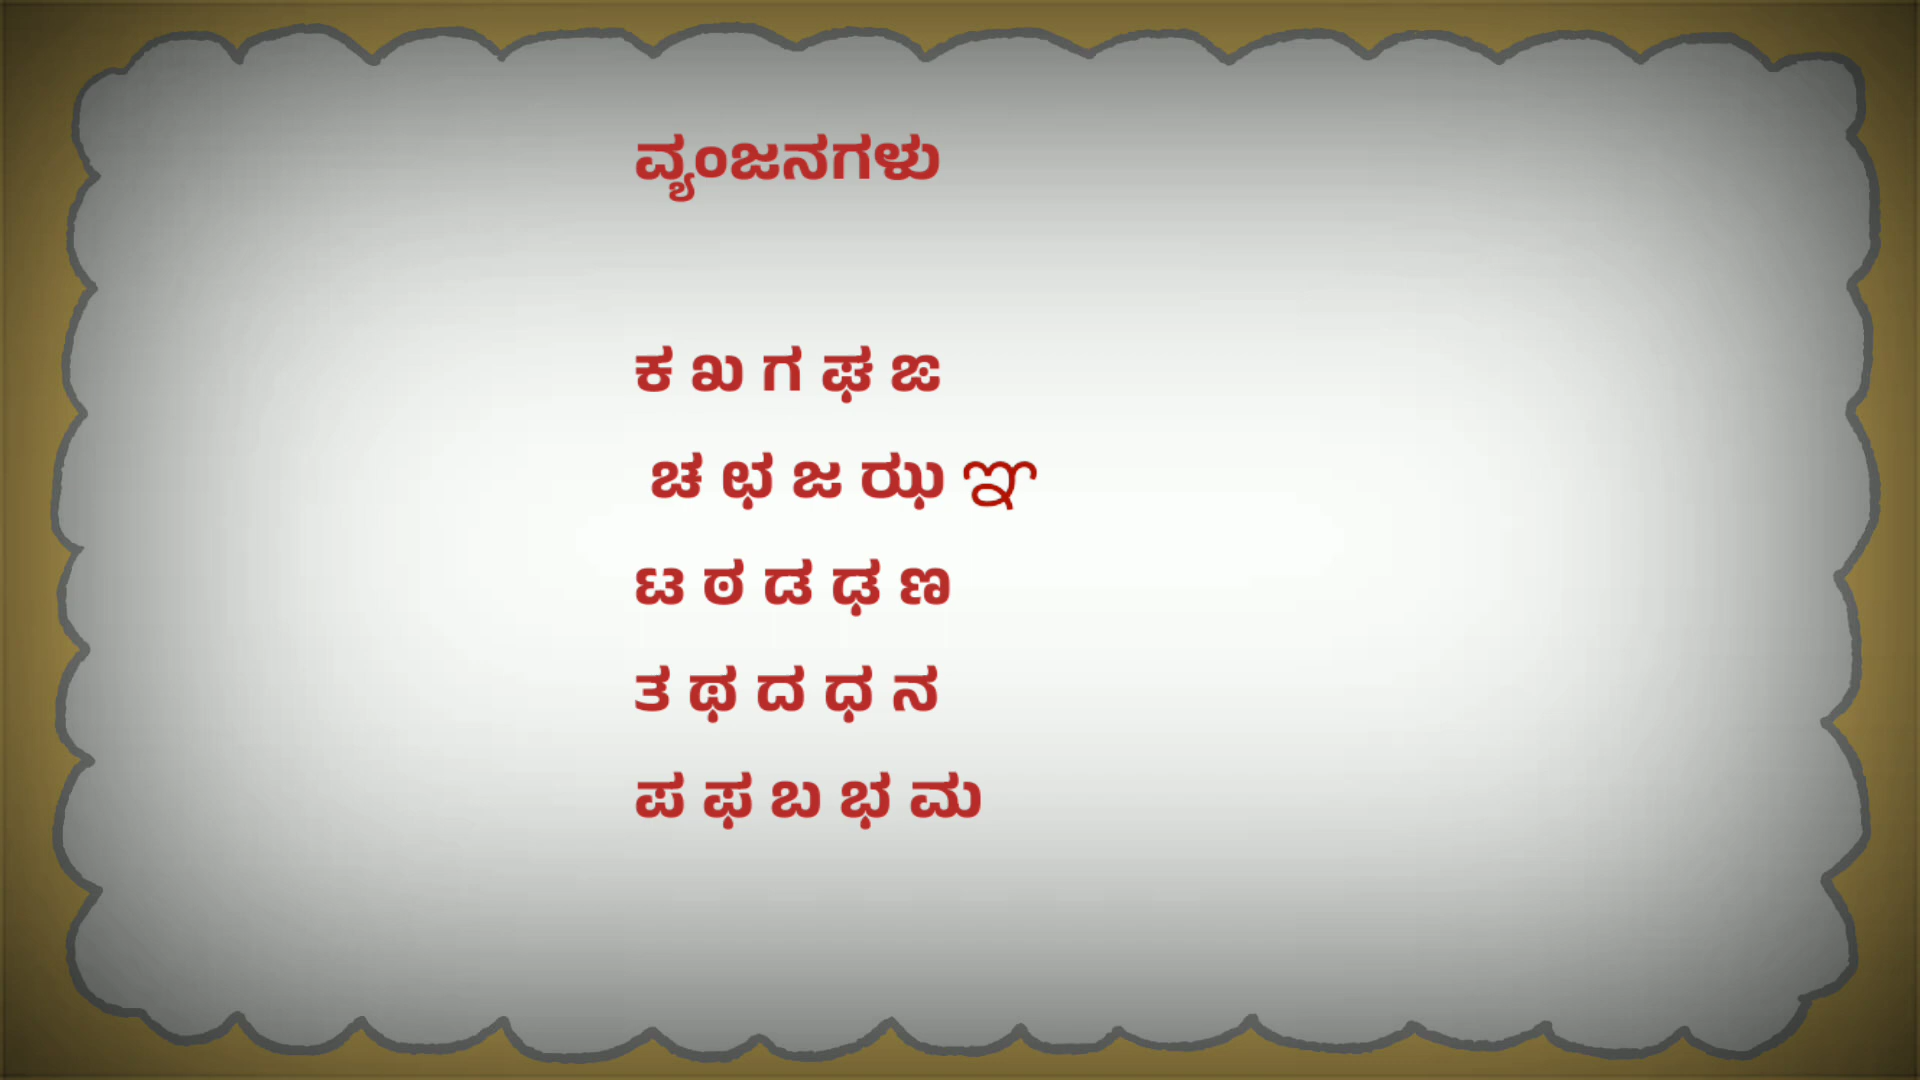 ವ್ಯಂಜನಗಳು
ಕ ಖ ಗ ಘ ಙ
ಚ ಛ ಜ ಝ ಞ
ಟ ಠ ಡ ಢ ಣ
ತ ಥ ದ ಧ ನ
ಪ ಫ ಬ ಭ ಮ